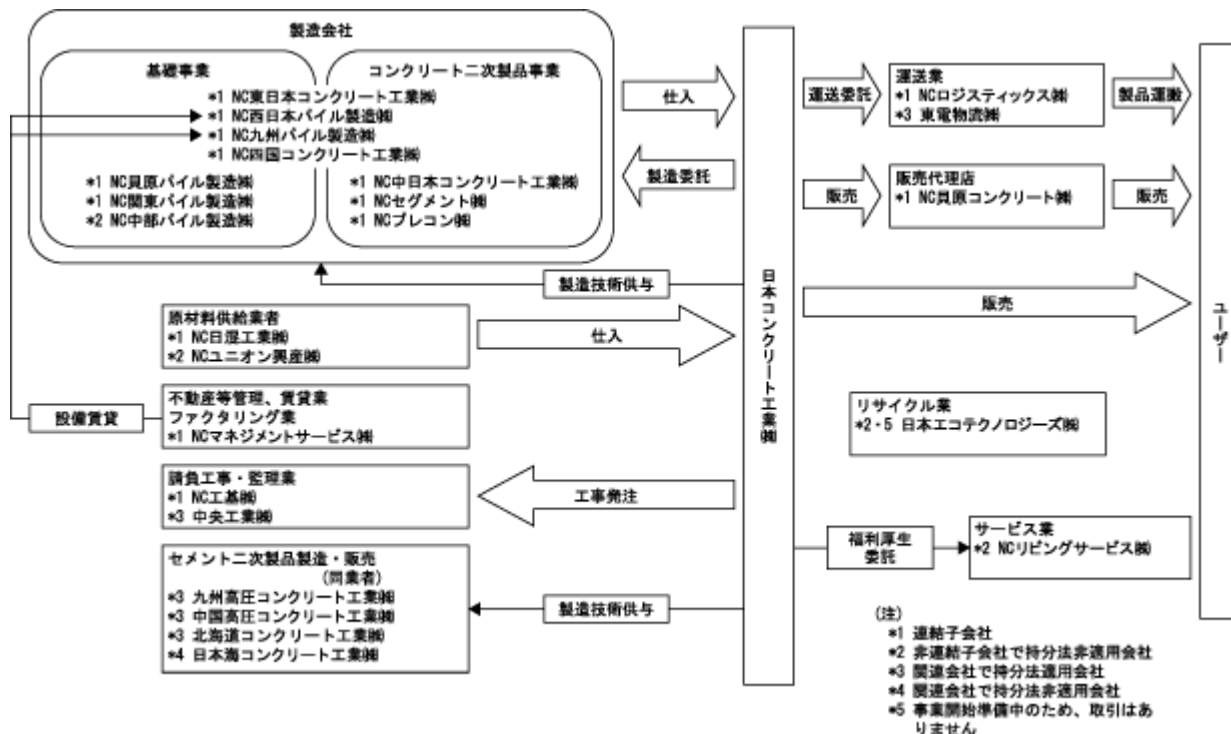 製造会社
基礎事業
コンクリート二次製品事業
*1 NC東日本コンクリート工業㈱
*1 NC西日本パイル製造㈱
*1 NC九州パイル製造㈱
*1 NC四国コンクリート工業㈱
*1 NC貝原パイル製造㈱
*1 NC関東パイル製造㈱
*2 NC中部パイル製造㈱
*1 NC中日本コンクリート工業㈱
*1 NCセグメント㈱
*1 NCプレコン㈱
仕入
製造委託
製造技術供与
原材料供給業者
*1 NC日混工業㈱
*2 NCユニオン興産㈱
仕入
設備賃貸
不動産等管理、賃貸業
ファクタリング業
*1 NCマネジメントサービス㈱
請負工事・監理業
*1 NC工基㈱
*3 中央工業㈱
工事発注
セメント二次製品製造・販売
(同業者)
*3 九州高圧コンクリート工業㈱
*3 中国高圧コンクリート工業㈱
*3 北海道コンクリート工業㈱
*4 日本海コンクリート工業㈱
製造技術供与
日本コンクリート工業㈱
運送委託
運送業
*1 NCロジスティックス㈱
*3 東電物流㈱
製品運搬
販売
販売代理店
*1 NC貝原コンクリート㈱
販売
販売
リサイクル業
*2・5 日本エコテクノロジーズ㈱
福利厚生
委託
サービス業
*2 NCリビングサービス㈱
ユーザー
(注)
*1 連結子会社
*2 非連結子会社で持分法非適用会社
*3 関連会社で持分法適用会社
*4 関連会社で持分法非適用会社
*5 事業開始準備中のため、取引はあ
りません